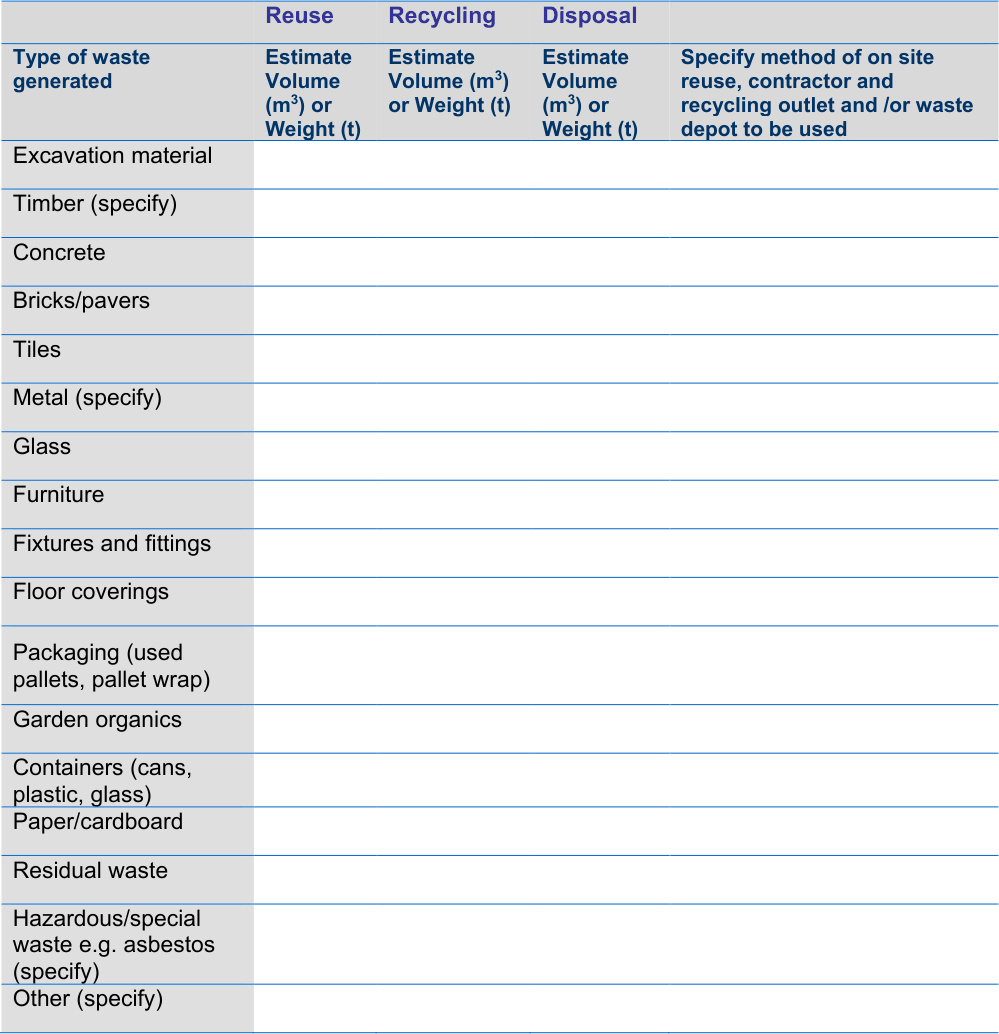 Reuse Recycling Disposal
Type of waste generated
Estimate Volume (m³) or Weight (t)
Estimate Volume (m³) or Weight (t)
Estimate Volume (m³) or Weight (t)
Specify method of on site reuse, contractor and recycling outlet and /or waste depot to be used
Excavation material
Timber (specify)
Concrete
Bricks/pavers
Tiles
Metal (specify)
Glass
Furniture
Fixtures and fittings
Floor coverings
Packaging (used
pallets, pallet wrap)
Garden organics
Containers (cans,
plastic, glass)
Paper/cardboard
Residual waste
Hazardous/special
waste e.g. asbestos
(specify)
Other (specify)